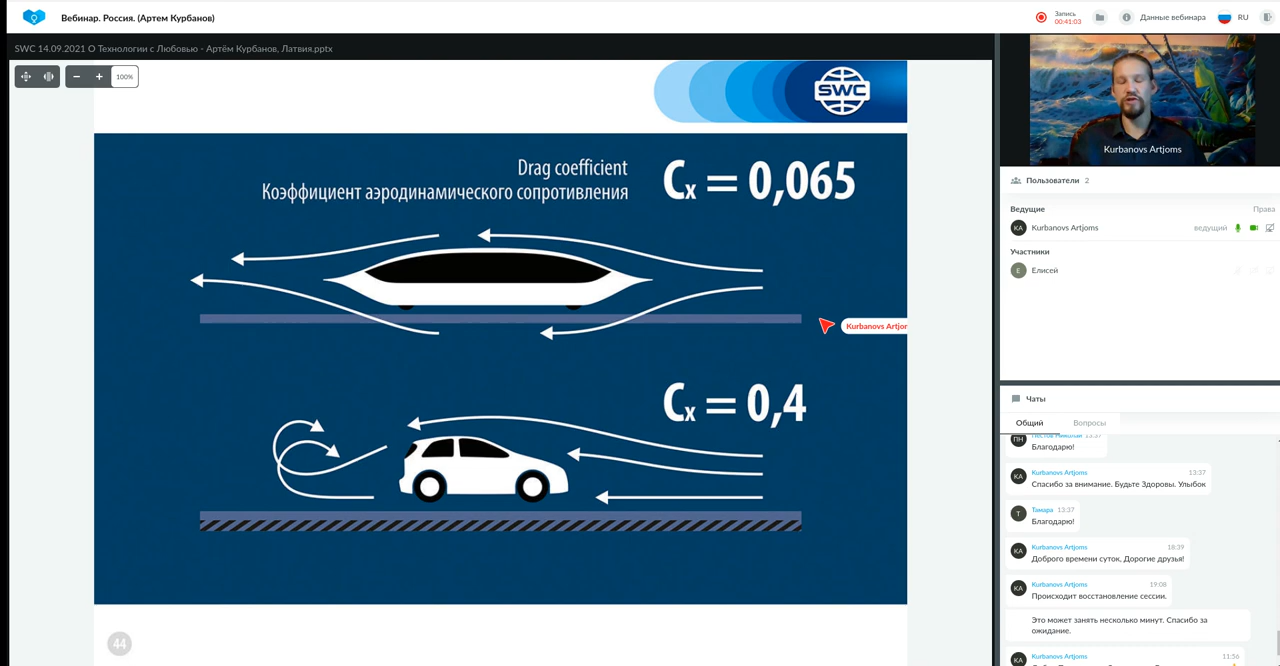 Вебинар. Россия. (Артем Курбанов)
Запись
00:41:03
Данные вебинара
RU
SWC 14.09.2021 О Технологии с Любовью - Артём Курбанов, Латвия.pptx
100%
SWC
Drag coefficient
Коэффициент аэродинамического сопротивления
Cx = 0,065
Kurbanovs Artjor
Cx = 0,4
44
Kurbanovs Artjoms
Пользователи 2
Ведущие
Права
KA
Kurbanovs Artjoms
ведущий
Участники
Е
Елисей
Чаты
Общий
Вопросы
ПН
13:37
Благодарю!
KA
Kurbanovs Artjoms
13:37
Спасибо за внимание. Будьте Здоровы. Улыбок
Т
Тамара 13:37
Благодарю!
KA
Kurbanovs Artjoms
18:39
Доброго времени суток, Дорогие друзья!
KA
Kurbanovs Artjoms
19:08
Происходит восстановление сессии.
Это может занять несколько минут. Спасибо за
ожидание.
KA
Kurbanovs Artjoms
11:56